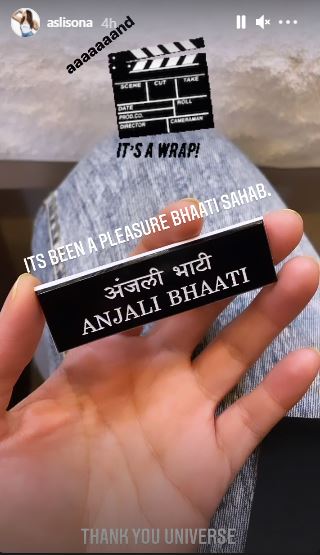 aslisona 4h
aaaaaaand
SCENE CUT TAKE
DATE ROLL
PROD.CO.
DIRECTOR CAMERAMAN
IT'S A WRAP!
ITS BEEN A PLEASURE BHAATI SAHAB.
अंजली भाटी
ANJALI BHAATI
THANK YOU UNIVERSE